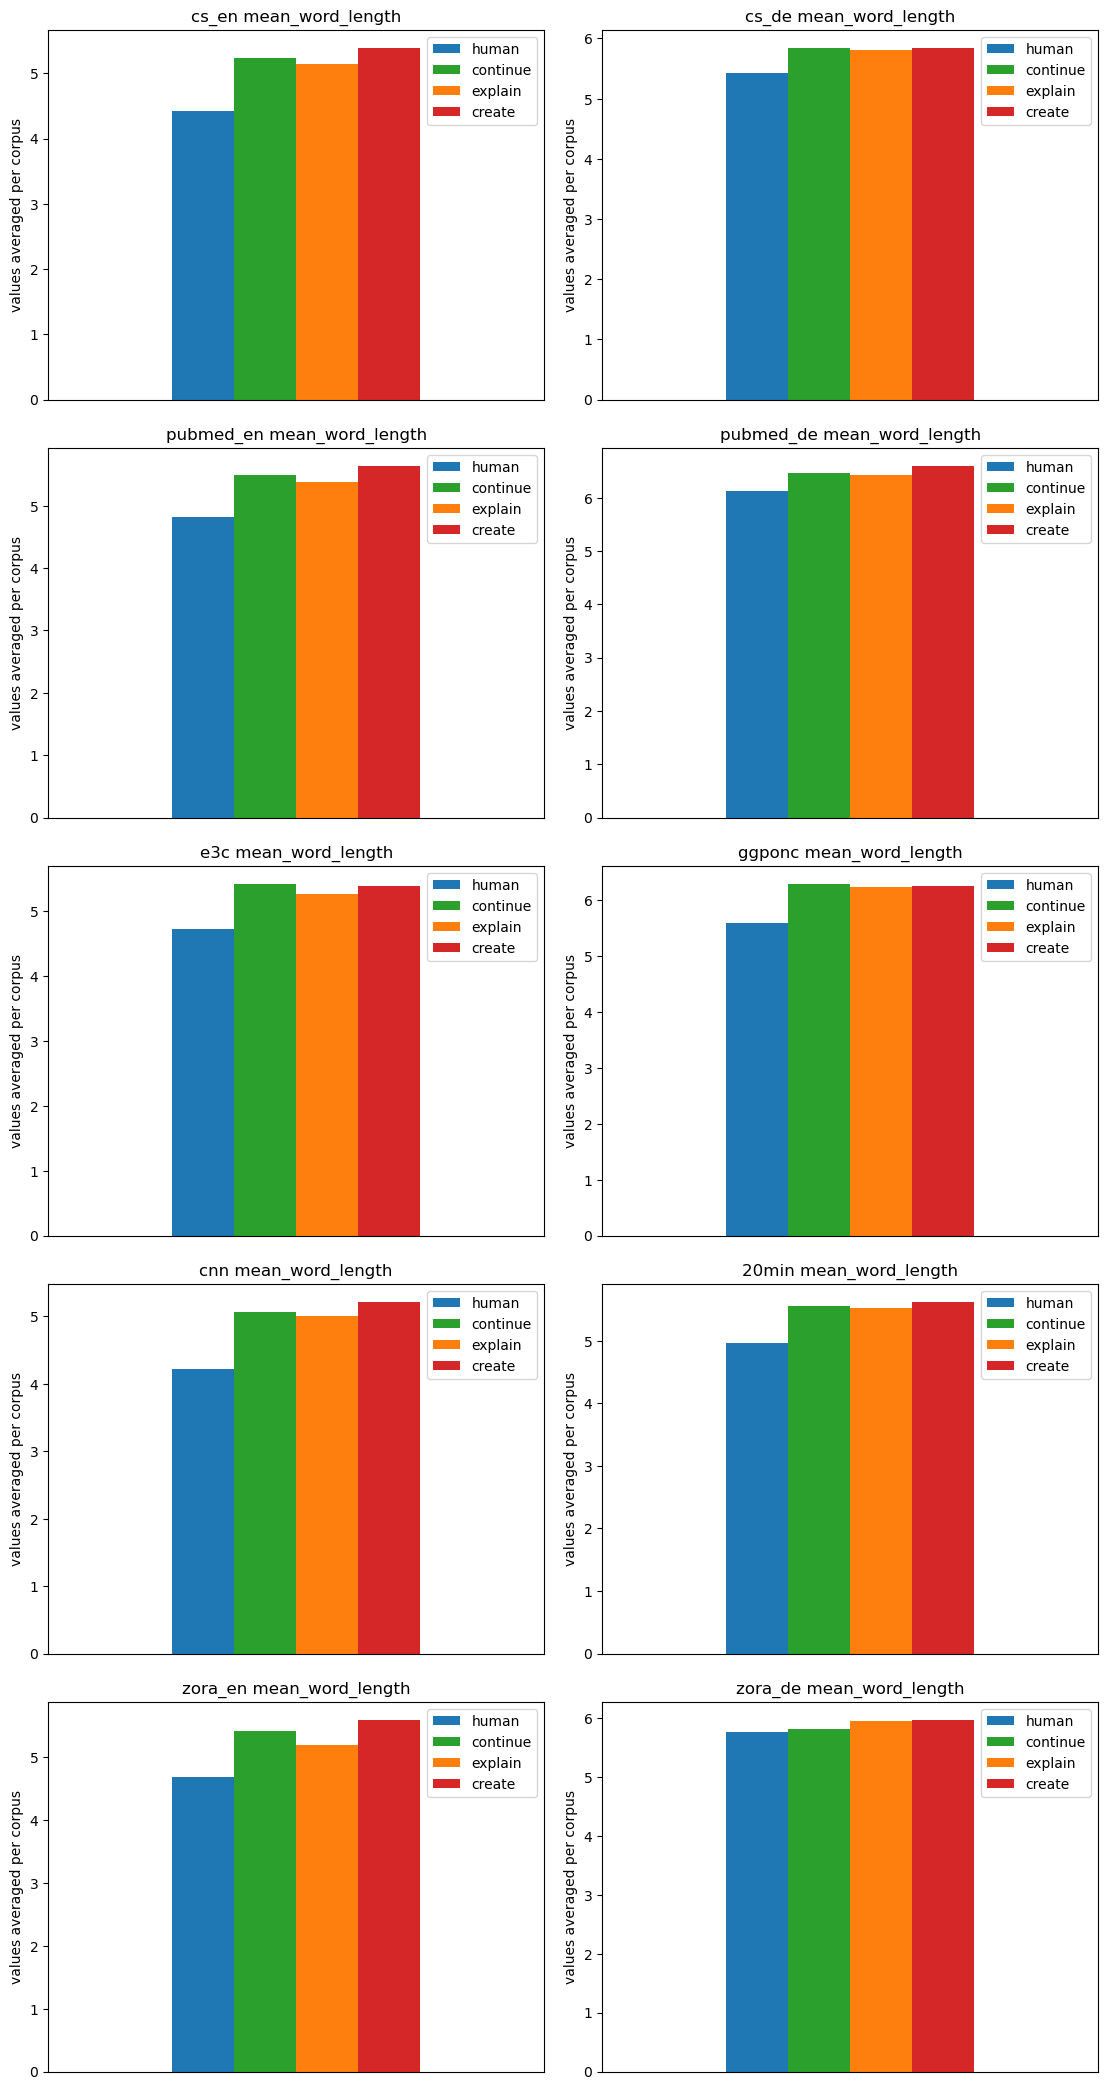 cs_en mean_word_length
values averaged per corpus
5
4
3
2
1
0
human
continue
explain
create
cs_de mean_word_length
values averaged per corpus
6
5
4
3
2
1
0
human
continue
explain
create
pubmed_en mean_word_length
values averaged per corpus
5
4
3
2
1
0
human
continue
explain
create
pubmed_de mean_word_length
values averaged per corpus
6
5
4
3
2
1
0
human
continue
explain
create
e3c mean_word_length
values averaged per corpus
5
4
3
2
1
0
human
continue
explain
create
ggponc mean_word_length
values averaged per corpus
6
5
4
3
2
1
0
human
continue
explain
create
cnn mean_word_length
values averaged per corpus
5
4
3
2
1
0
human
continue
explain
create
20min mean_word_length
values averaged per corpus
5
4
3
2
1
0
human
continue
explain
create
zora_en mean_word_length
values averaged per corpus
5
4
3
2
1
0
human
continue
explain
create
zora_de mean_word_length
values averaged per corpus
6
5
4
3
2
1
0
human
continue
explain
create